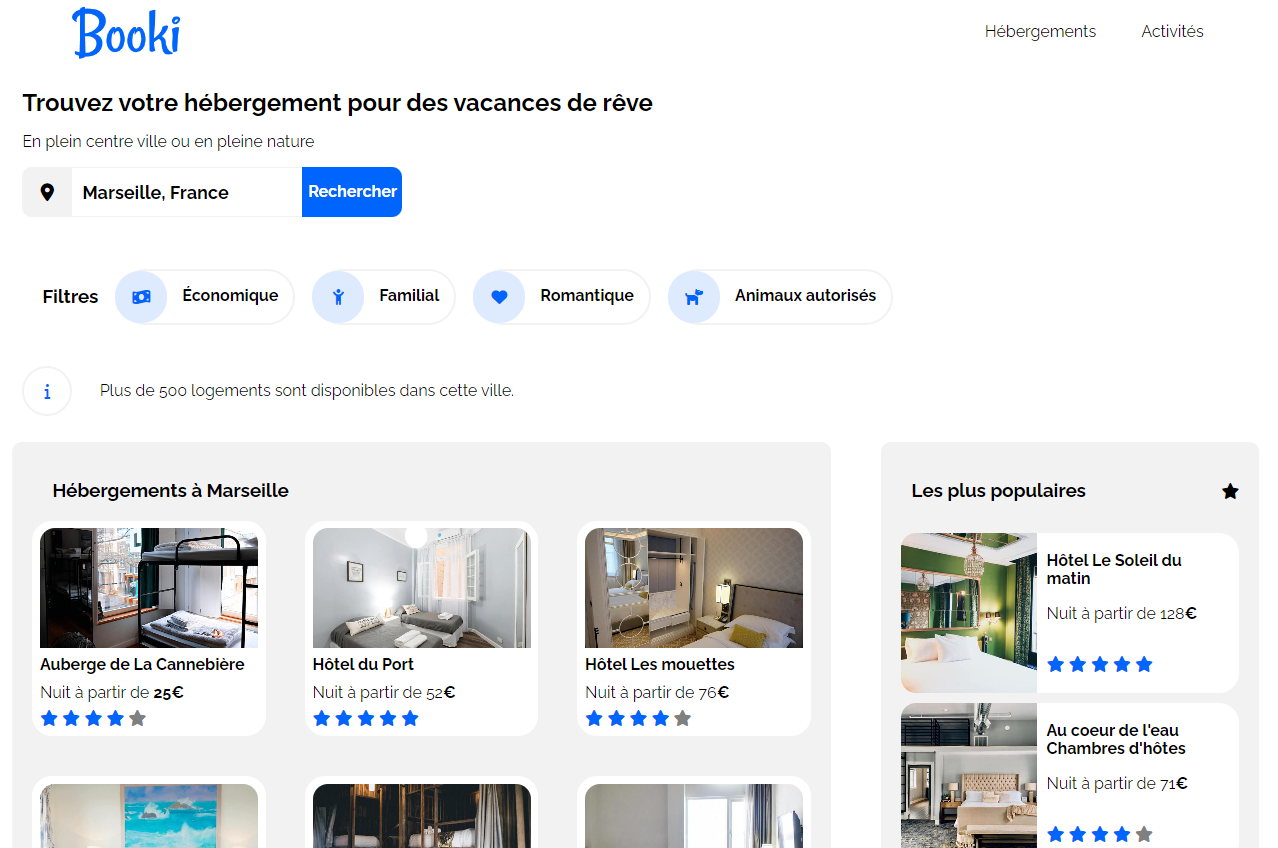 Booki
Hébergements
Activités
Trouvez votre hébergement pour des vacances de rêve
En plein centre ville ou en pleine nature
Marseille, France
Rechercher
Filtres
Économique
Familial
Romantique
Animaux autorisés
Plus de 500 logements sont disponibles dans cette ville.
Hébergements à Marseille
Auberge de La Cannebière
Nuit à partir de 25€
Hôtel du Port
Nuit à partir de 52€
Hôtel Les mouettes
Nuit à partir de 76€
Les plus populaires
Hôtel Le Soleil du
matin
Nuit à partir de 128€
Au coeur de l'eau
Chambres d'hôtes
Nuit à partir de 71€